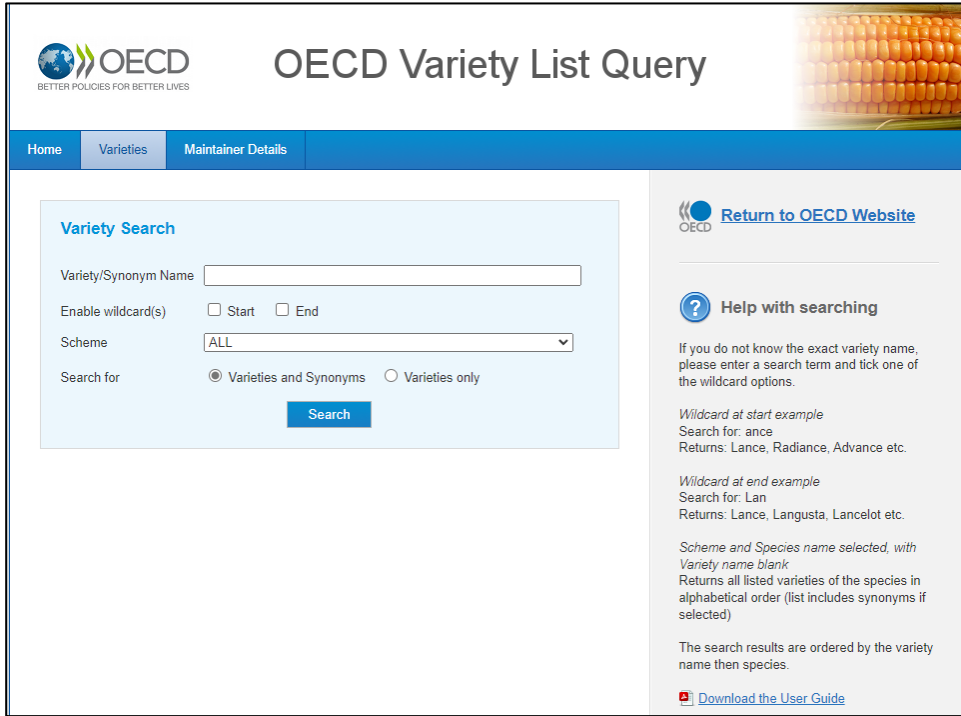 OECD
BETTER POLICIES FOR BETTER LIVES
OECD Variety List Query
Home
Varieties
Maintainer Details
Variety Search
Variety/Synonym Name
Enable wildcard(s)
Start
End
Scheme
ALL
Search for
Varieties and Synonyms
Varieties only
Search
OECD
Return to OECD Website
?
Help with searching
If you do not know the exact variety name,
please enter a search term and tick one of
the wildcard options.
Wildcard at start example
Search for: ance
Returns: Lance, Radiance, Advance etc.
Wildcard at end example
Search for: Lan
Returns: Lance, Langusta, Lancelot etc.
Scheme and Species name selected, with
Variety name blank
Returns all listed varieties of the species in
alphabetical order (list includes synonyms if
selected)
The search results are ordered by the variety
name then species.
Download the User Guide